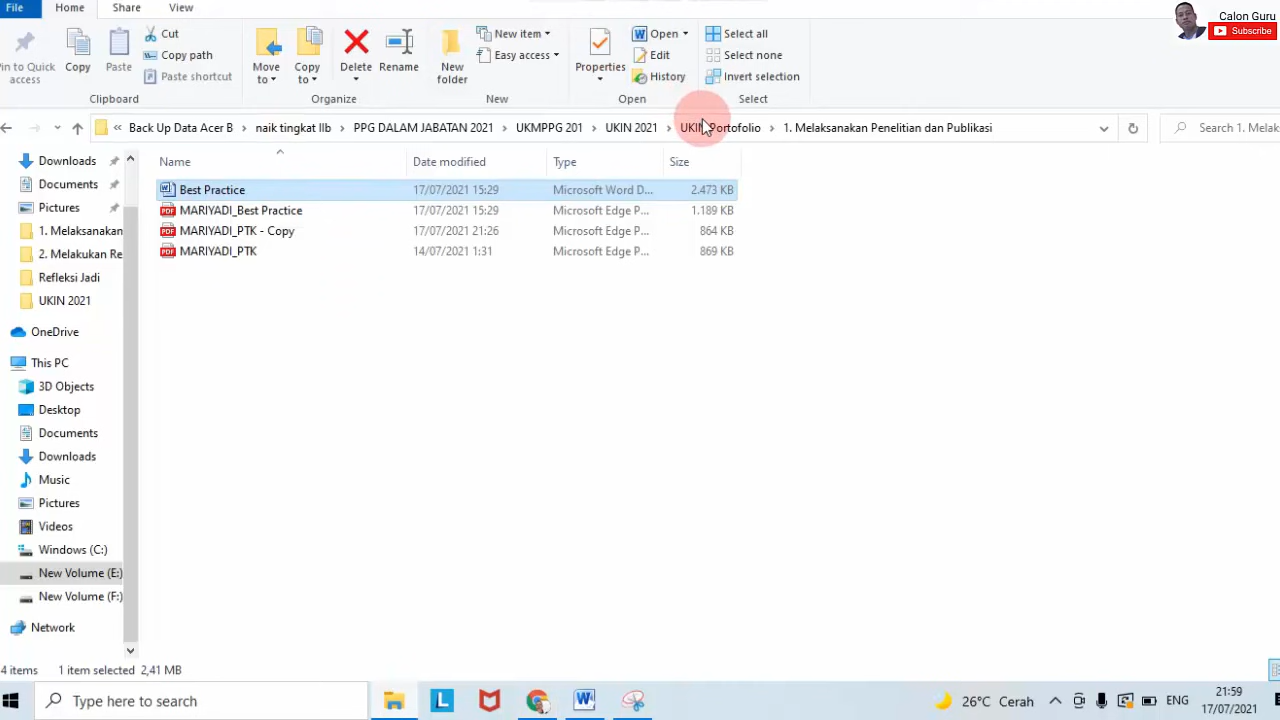 File Home Share View
Calon Guru
Subscribe
Pin to Quick access
Copy
Paste
Cut
Copy path
Paste shortcut
Clipboard
Move to
Copy to
Delete
Rename
Organize
New folder
New item
Easy access
New
Properties
Open
Edit
History
Open
Select all
Select none
Invert selection
Select
« Back Up Data Acer B > naik tingkat IIb > PPG DALAM JABATAN 2021 > UKMPPG 201 > UKIN 2021 > UKIN Portofolio > 1. Melaksanakan Penelitian dan Publikasi
Search 1. Melaks
Name Date modified Type Size
Best Practice 17/07/2021 15:29 Microsoft Word D... 2.473 KB
MARIYADI_Best Practice 17/07/2021 15:29 Microsoft Edge P... 1.189 KB
MARIYADI_PTK - Copy 17/07/2021 21:26 Microsoft Edge P... 864 KB
MARIYADI_PTK 14/07/2021 1:31 Microsoft Edge P... 869 KB
Downloads
Documents
Pictures
1. Melaksanakan
2. Melakukan Re
Refleksi Jadi
UKIN 2021
OneDrive
This PC
3D Objects
Desktop
Documents
Downloads
Music
Pictures
Videos
Windows (C:)
New Volume (E:)
New Volume (F:)
Network
4 items 1 item selected 2,41 MB
Type here to search
26°C Cerah
ENG
21:59
17/07/2021